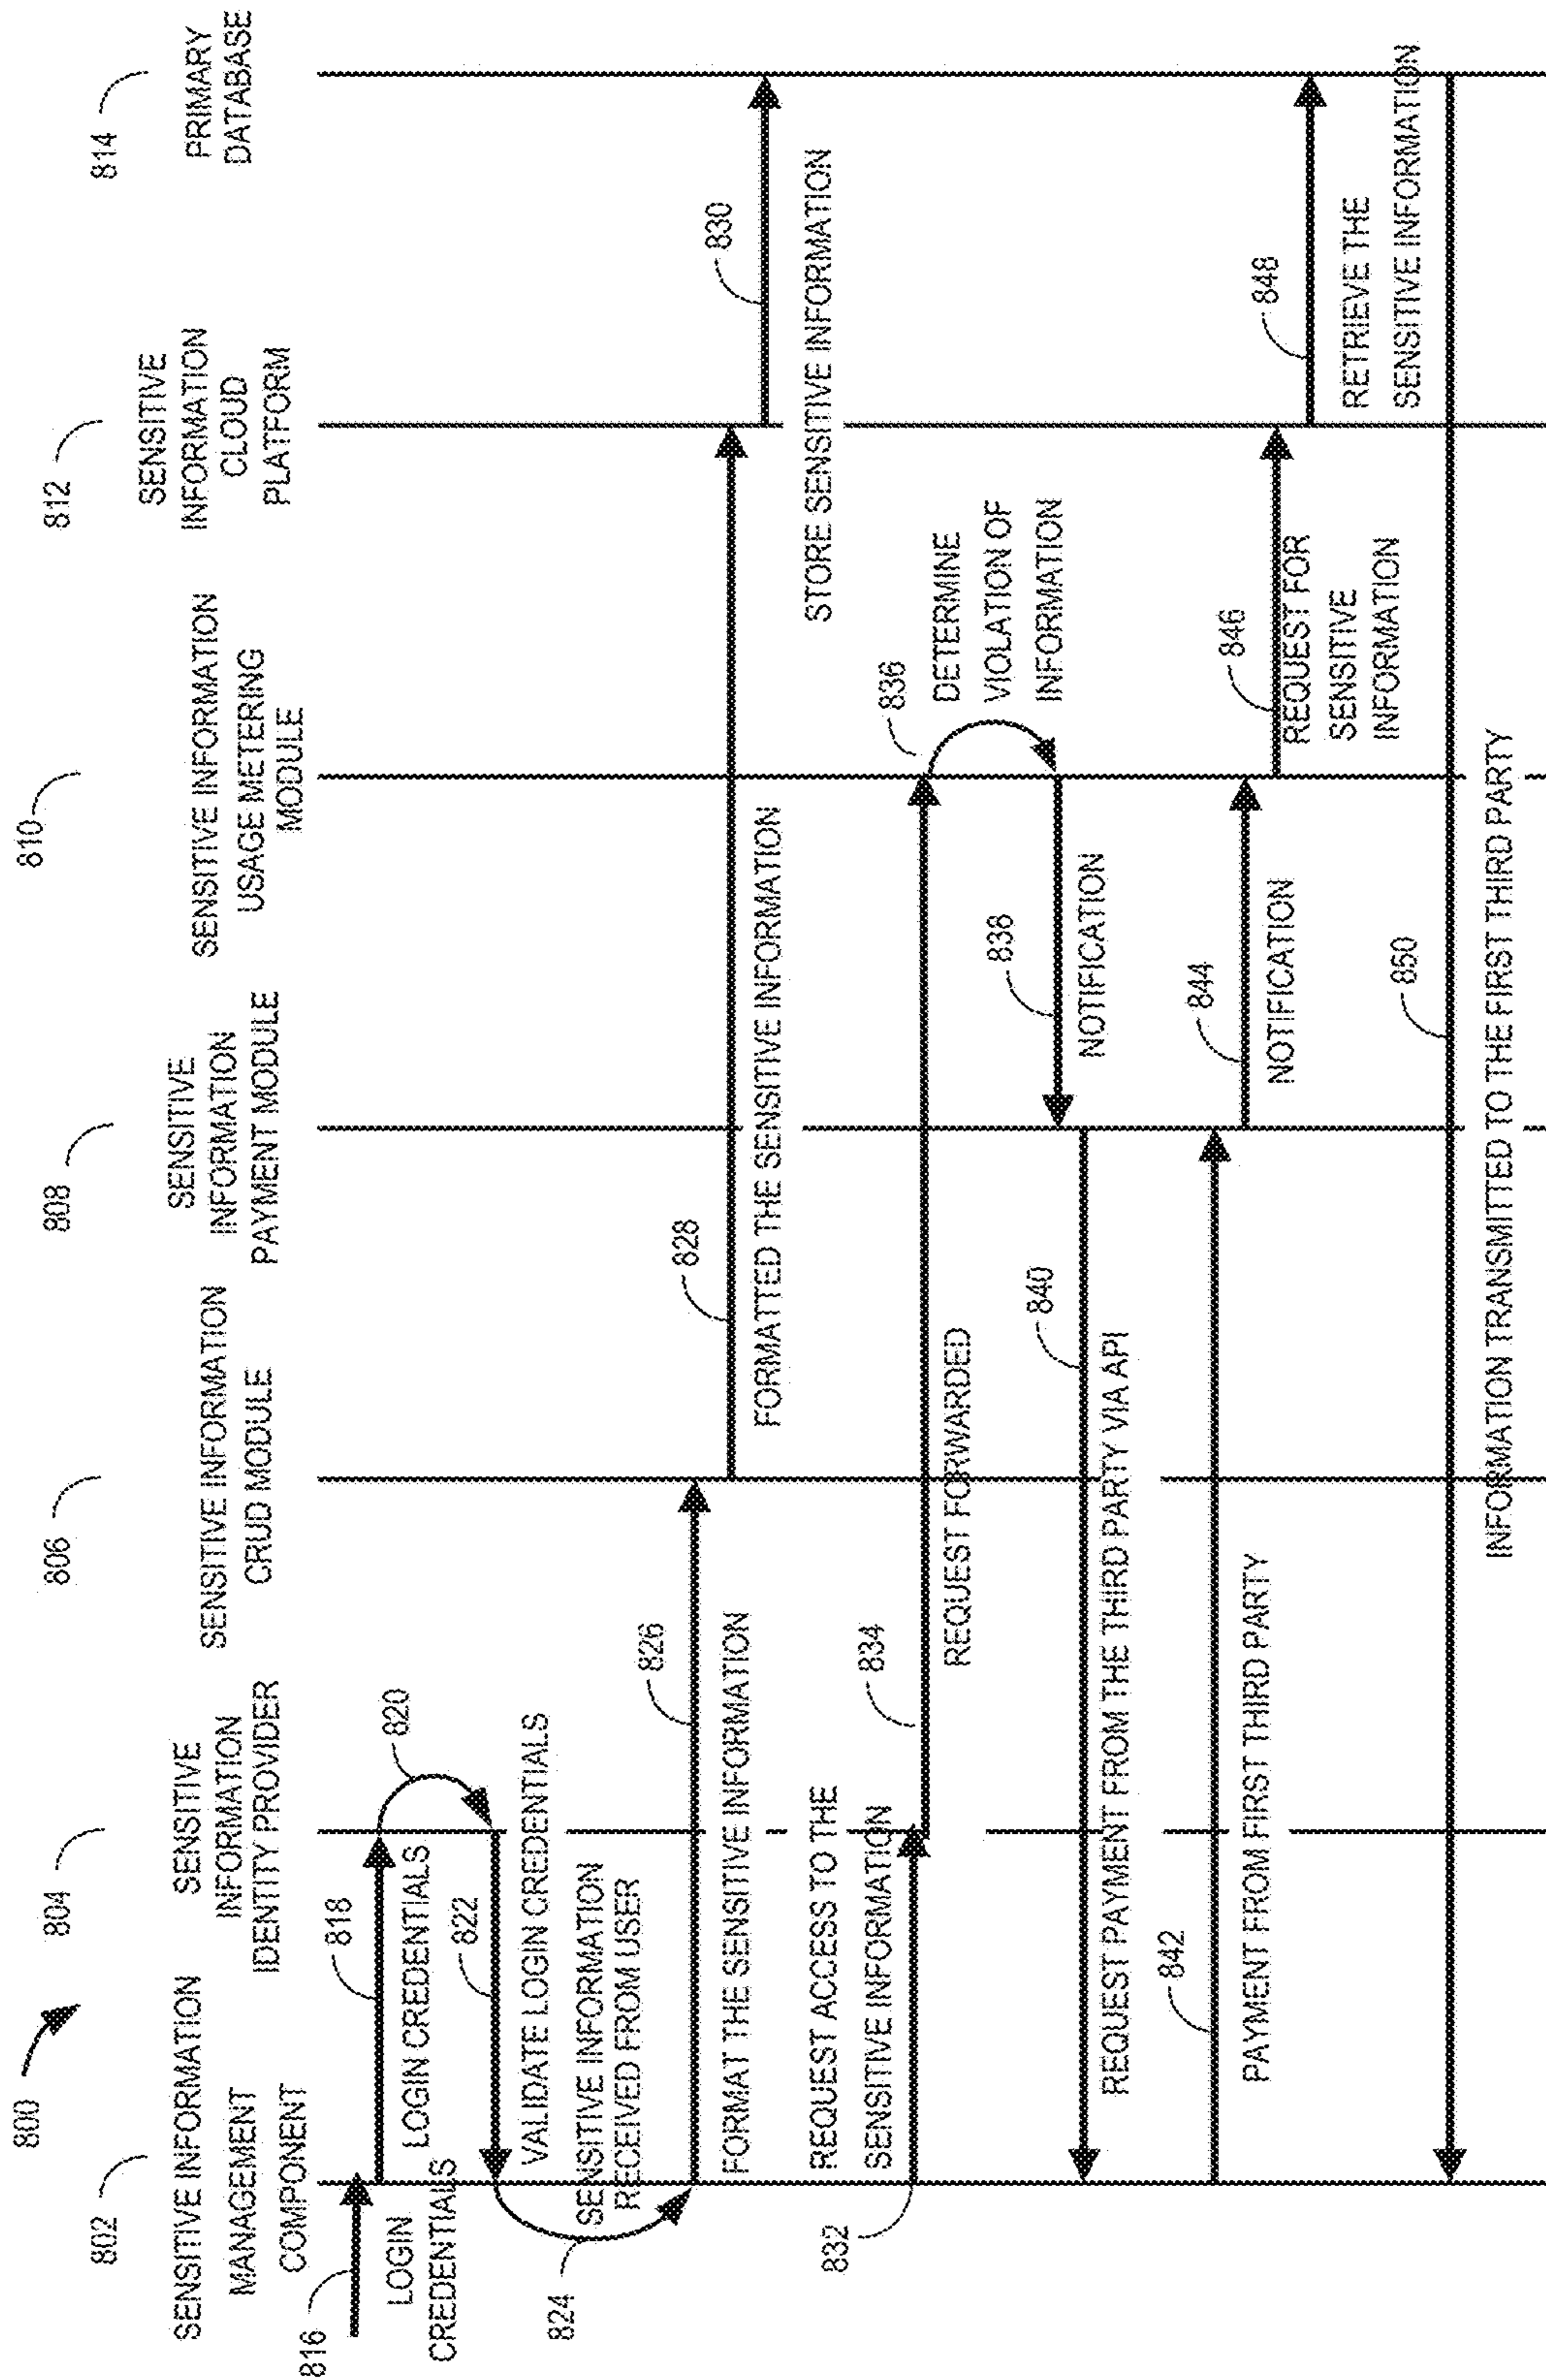 800
802
SENSITIVE INFORMATION
MANAGEMENT
COMPONENT
804
SENSITIVE
INFORMATION
IDENTITY PROVIDER
806
SENSITIVE INFORMATION
CRUD MODULE
808
SENSITIVE
INFORMATION
PAYMENT MODULE
810
SENSITIVE INFORMATION
USAGE METERING
MODULE
812
SENSITIVE
INFORMATION
CLOUD
PLATFORM
814
PRIMARY
DATABASE
816
LOGIN
CREDENTIALS
818
LOGIN CREDENTIALS
820
822
VALIDATE LOGIN CREDENTIALS
824
SENSITIVE INFORMATION
RECEIVED FROM USER
826
FORMAT THE SENSITIVE INFORMATION
828
FORMATTED THE SENSITIVE INFORMATION
830
STORE SENSITIVE INFORMATION
REQUEST ACCESS TO THE
SENSITIVE INFORMATION
832
834
REQUEST FORWARDED
836
DETERMINE
VIOLATION OF
INFORMATION
838
NOTIFICATION
840
REQUEST PAYMENT FROM THE THIRD PARTY VIA API
842
PAYMENT FROM FIRST THIRD PARTY
844
NOTIFICATION
846
REQUEST FOR
SENSITIVE
INFORMATION
848
RETRIEVE THE
SENSITIVE INFORMATION
850
INFORMATION TRANSMITTED TO THE FIRST THIRD PARTY